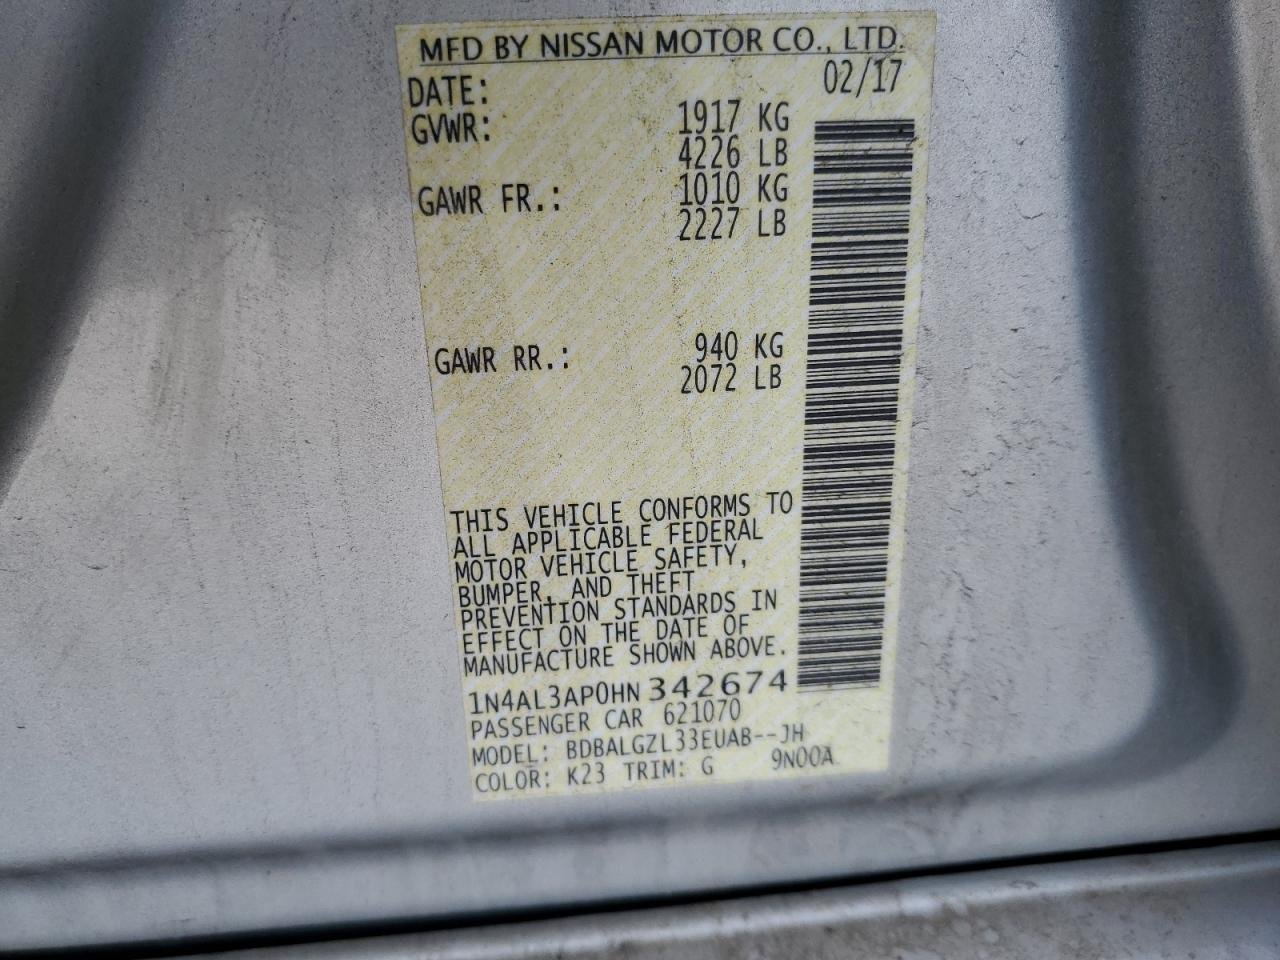 MFD BY NISSAN MOTOR CO., LTD.
DATE: 02/17
GVWR: 1917 KG
4226 LB
GAWR FR.: 1010 KG
2227 LB
GAWR RR.: 940 KG
2072 LB
THIS VEHICLE CONFORMS TO
ALL APPLICABLE FEDERAL
MOTOR VEHICLE SAFETY,
BUMPER, AND THEFT
PREVENTION STANDARDS IN
EFFECT ON THE DATE OF
MANUFACTURE SHOWN ABOVE.
1N4AL3AP0HN342674
PASSENGER CAR 621070
MODEL: BDBALGZL33EUAB--JH
COLOR: K23 TRIM: G 9N00A